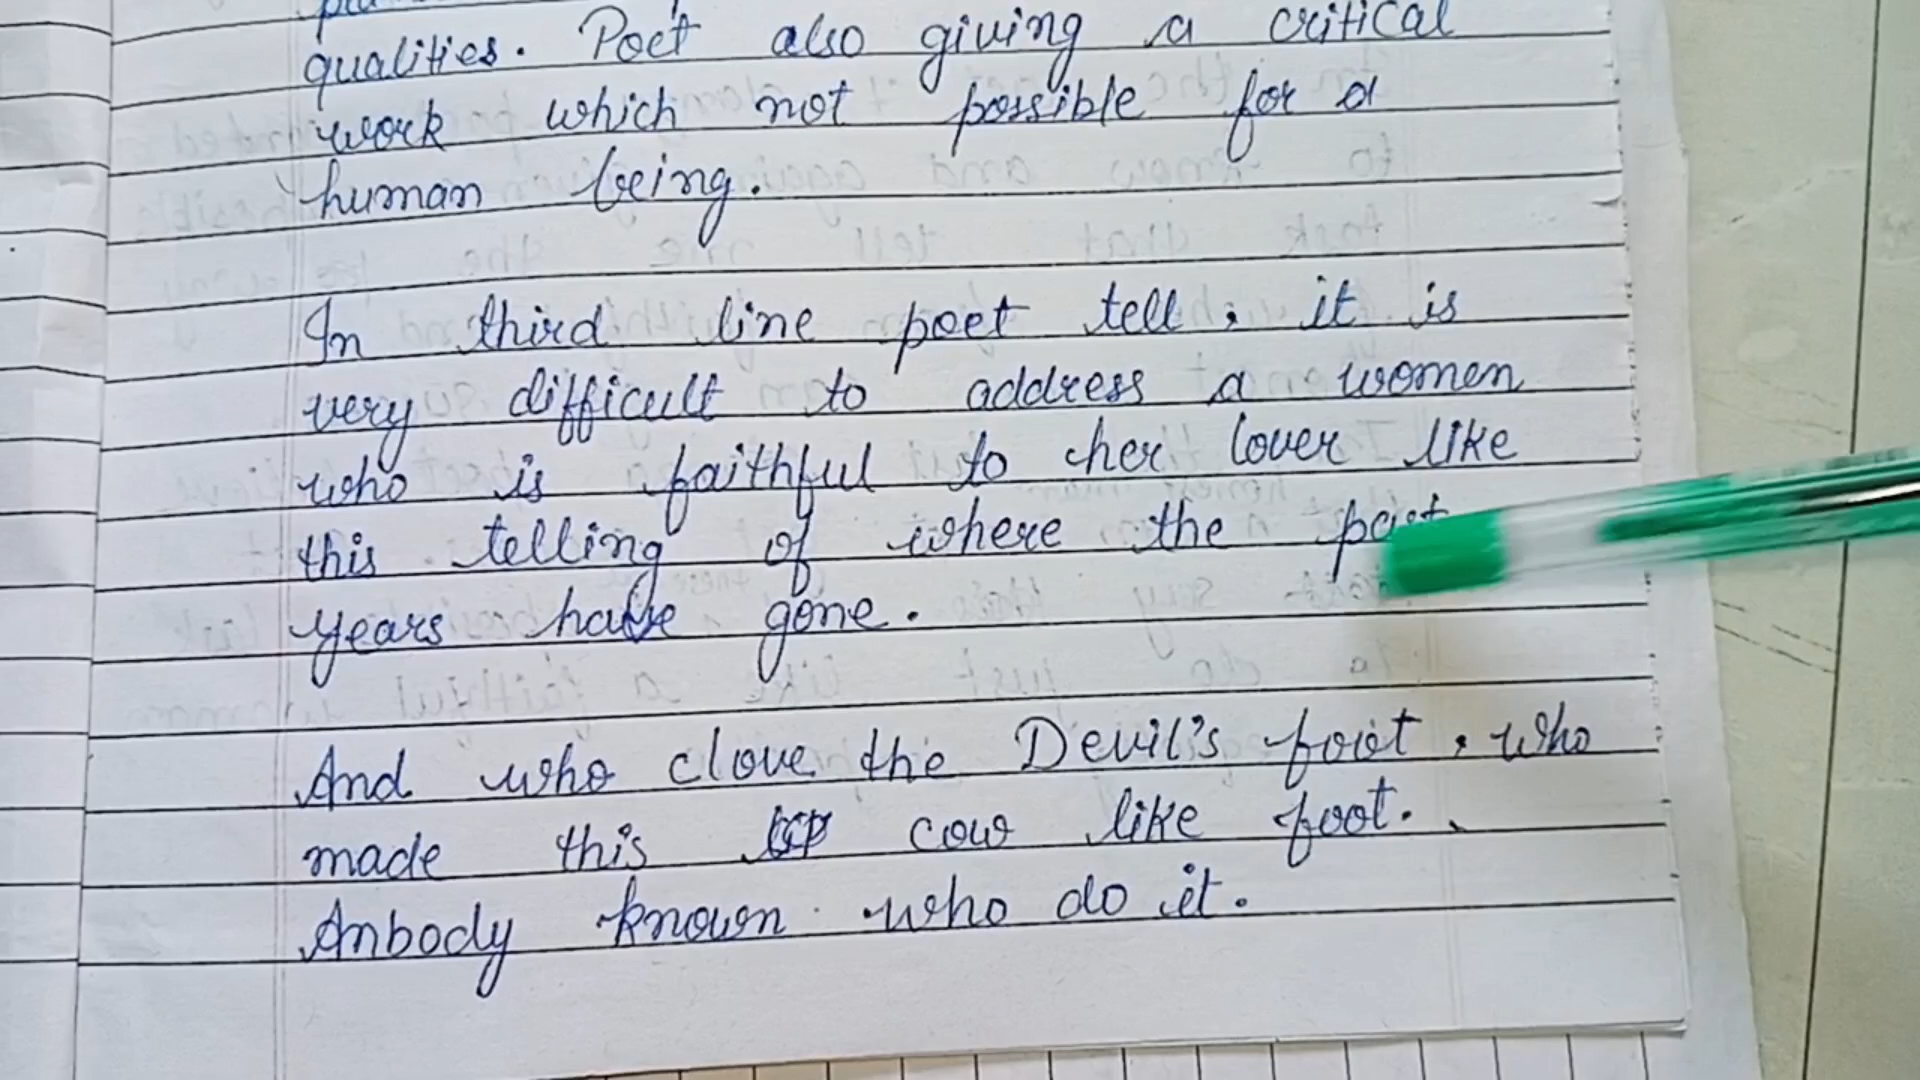 qualities. Poet also giving a critical
work which not possible for a
human being.
In third line poet tell, it is
very difficult to address a women
who is faithful to her lover like
this telling of where the past
years have gone.
And who clove the Devil's foot, who
made this cow like foot.
Anbody known who do it.